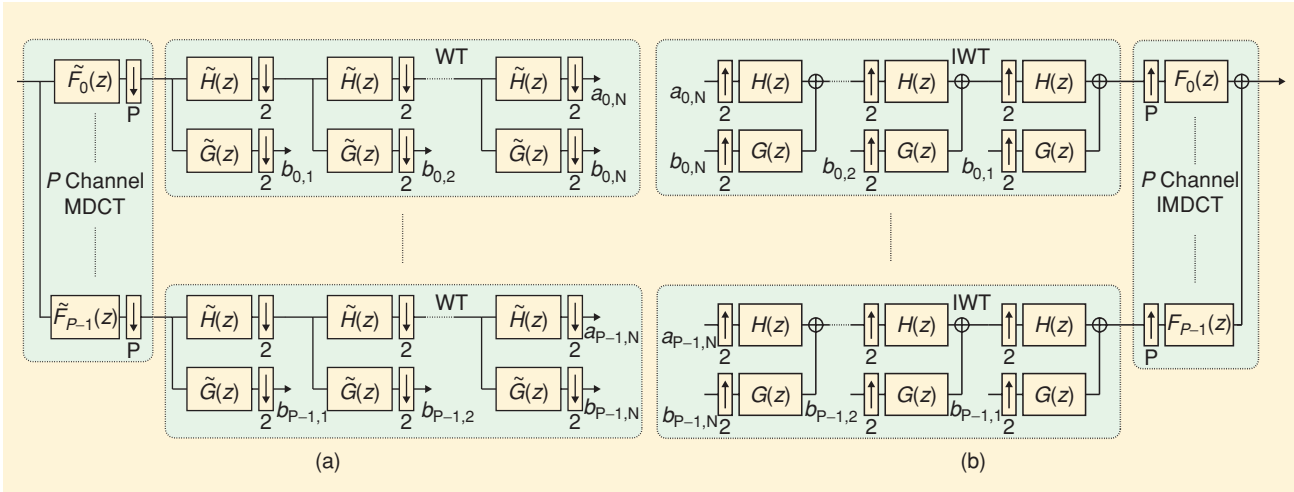 WT
F̃₀(z)
P
H̃(z)
2
H̃(z)
2
H̃(z)
2
a₀,N
G̃(z)
2
b₀,₁
G̃(z)
2
b₀,₂
G̃(z)
2
b₀,N
P Channel
MDCT
F̃P−1(z)
P
WT
H̃(z)
2
H̃(z)
2
H̃(z)
2
aP−1,N
G̃(z)
2
bP−1,1
G̃(z)
2
bP−1,2
G̃(z)
2
bP−1,N
(a)
IWT
a₀,N
2
H(z)
2
H(z)
2
H(z)
P
F₀(z)
b₀,N
2
G(z)
b₀,₂
2
G(z)
b₀,₁
2
G(z)
P Channel
IMDCT
IWT
aP−1,N
2
H(z)
2
H(z)
2
H(z)
P
FP−1(z)
bP−1,N
2
G(z)
bP−1,2
2
G(z)
bP−1,1
2
G(z)
(b)